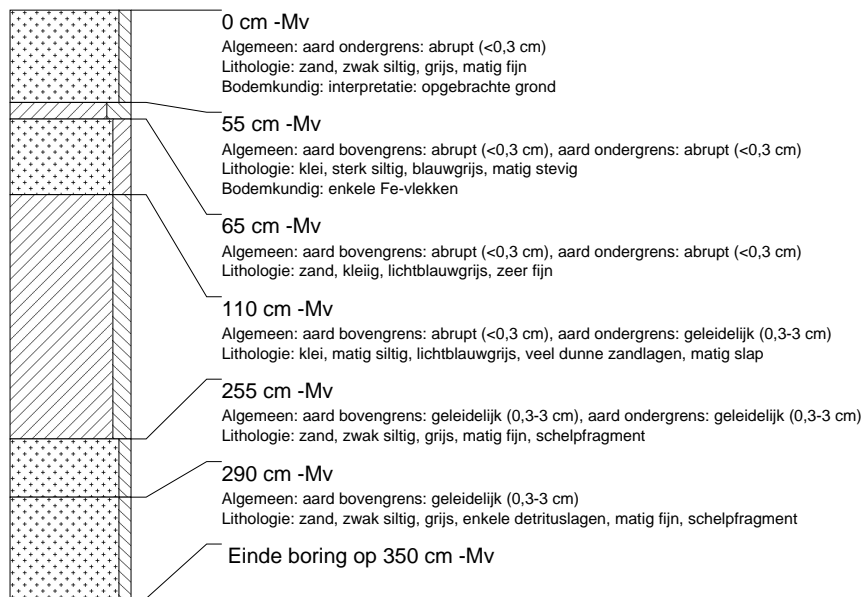 0 cm -Mv
Algemeen: aard ondergrens: abrupt (<0,3 cm)
Lithologie: zand, zwak siltig, grijs, matig fijn
Bodemkundig: interpretatie: opgebrachte grond
55 cm -Mv
Algemeen: aard bovengrens: abrupt (<0,3 cm), aard ondergrens: abrupt (<0,3 cm)
Lithologie: klei, sterk siltig, blauwgrijs, matig stevig
Bodemkundig: enkele Fe-vlekken
65 cm -Mv
Algemeen: aard bovengrens: abrupt (<0,3 cm), aard ondergrens: abrupt (<0,3 cm)
Lithologie: zand, kleiig, lichtblauwgrijs, zeer fijn
110 cm -Mv
Algemeen: aard bovengrens: abrupt (<0,3 cm), aard ondergrens: geleidelijk (0,3-3 cm)
Lithologie: klei, matig siltig, lichtblauwgrijs, veel dunne zandlagen, matig slap
255 cm -Mv
Algemeen: aard bovengrens: geleidelijk (0,3-3 cm), aard ondergrens: geleidelijk (0,3-3 cm)
Lithologie: zand, zwak siltig, grijs, matig fijn, schelpfragment
290 cm -Mv
Algemeen: aard bovengrens: geleidelijk (0,3-3 cm)
Lithologie: zand, zwak siltig, grijs, enkele detrituslagen, matig fijn, schelpfragment
Einde boring op 350 cm -Mv